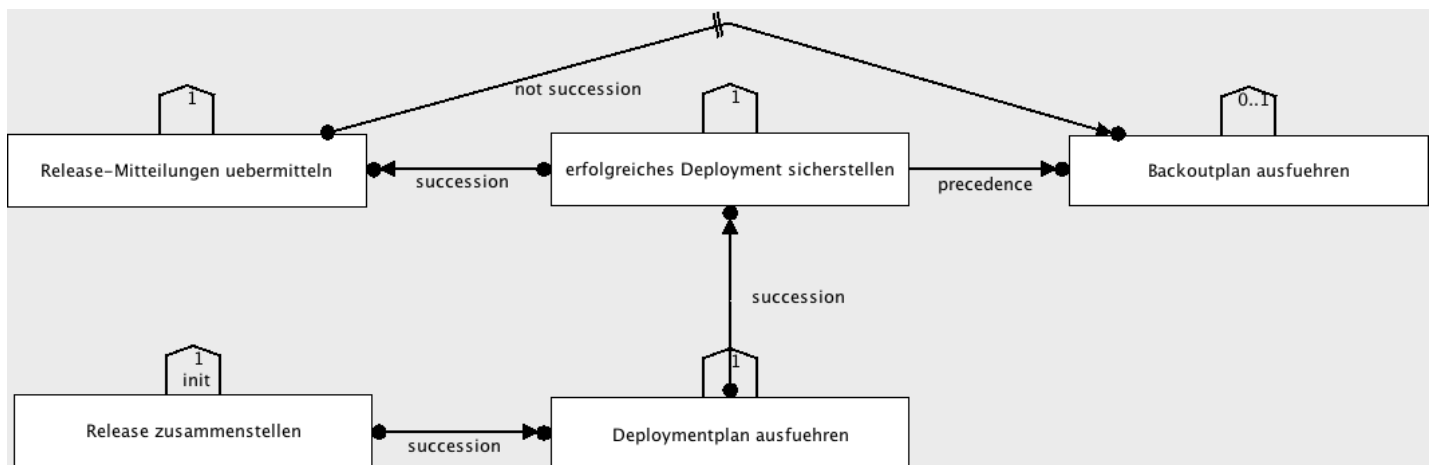 not succession
1
1
0..1
Release-Mitteilungen uebermitteln
succession
erfolgreiches Deployment sicherstellen
precedence
Backoutplan ausfuehren
succession
1
init
1
Release zusammenstellen
succession
Deploymentplan ausfuehren